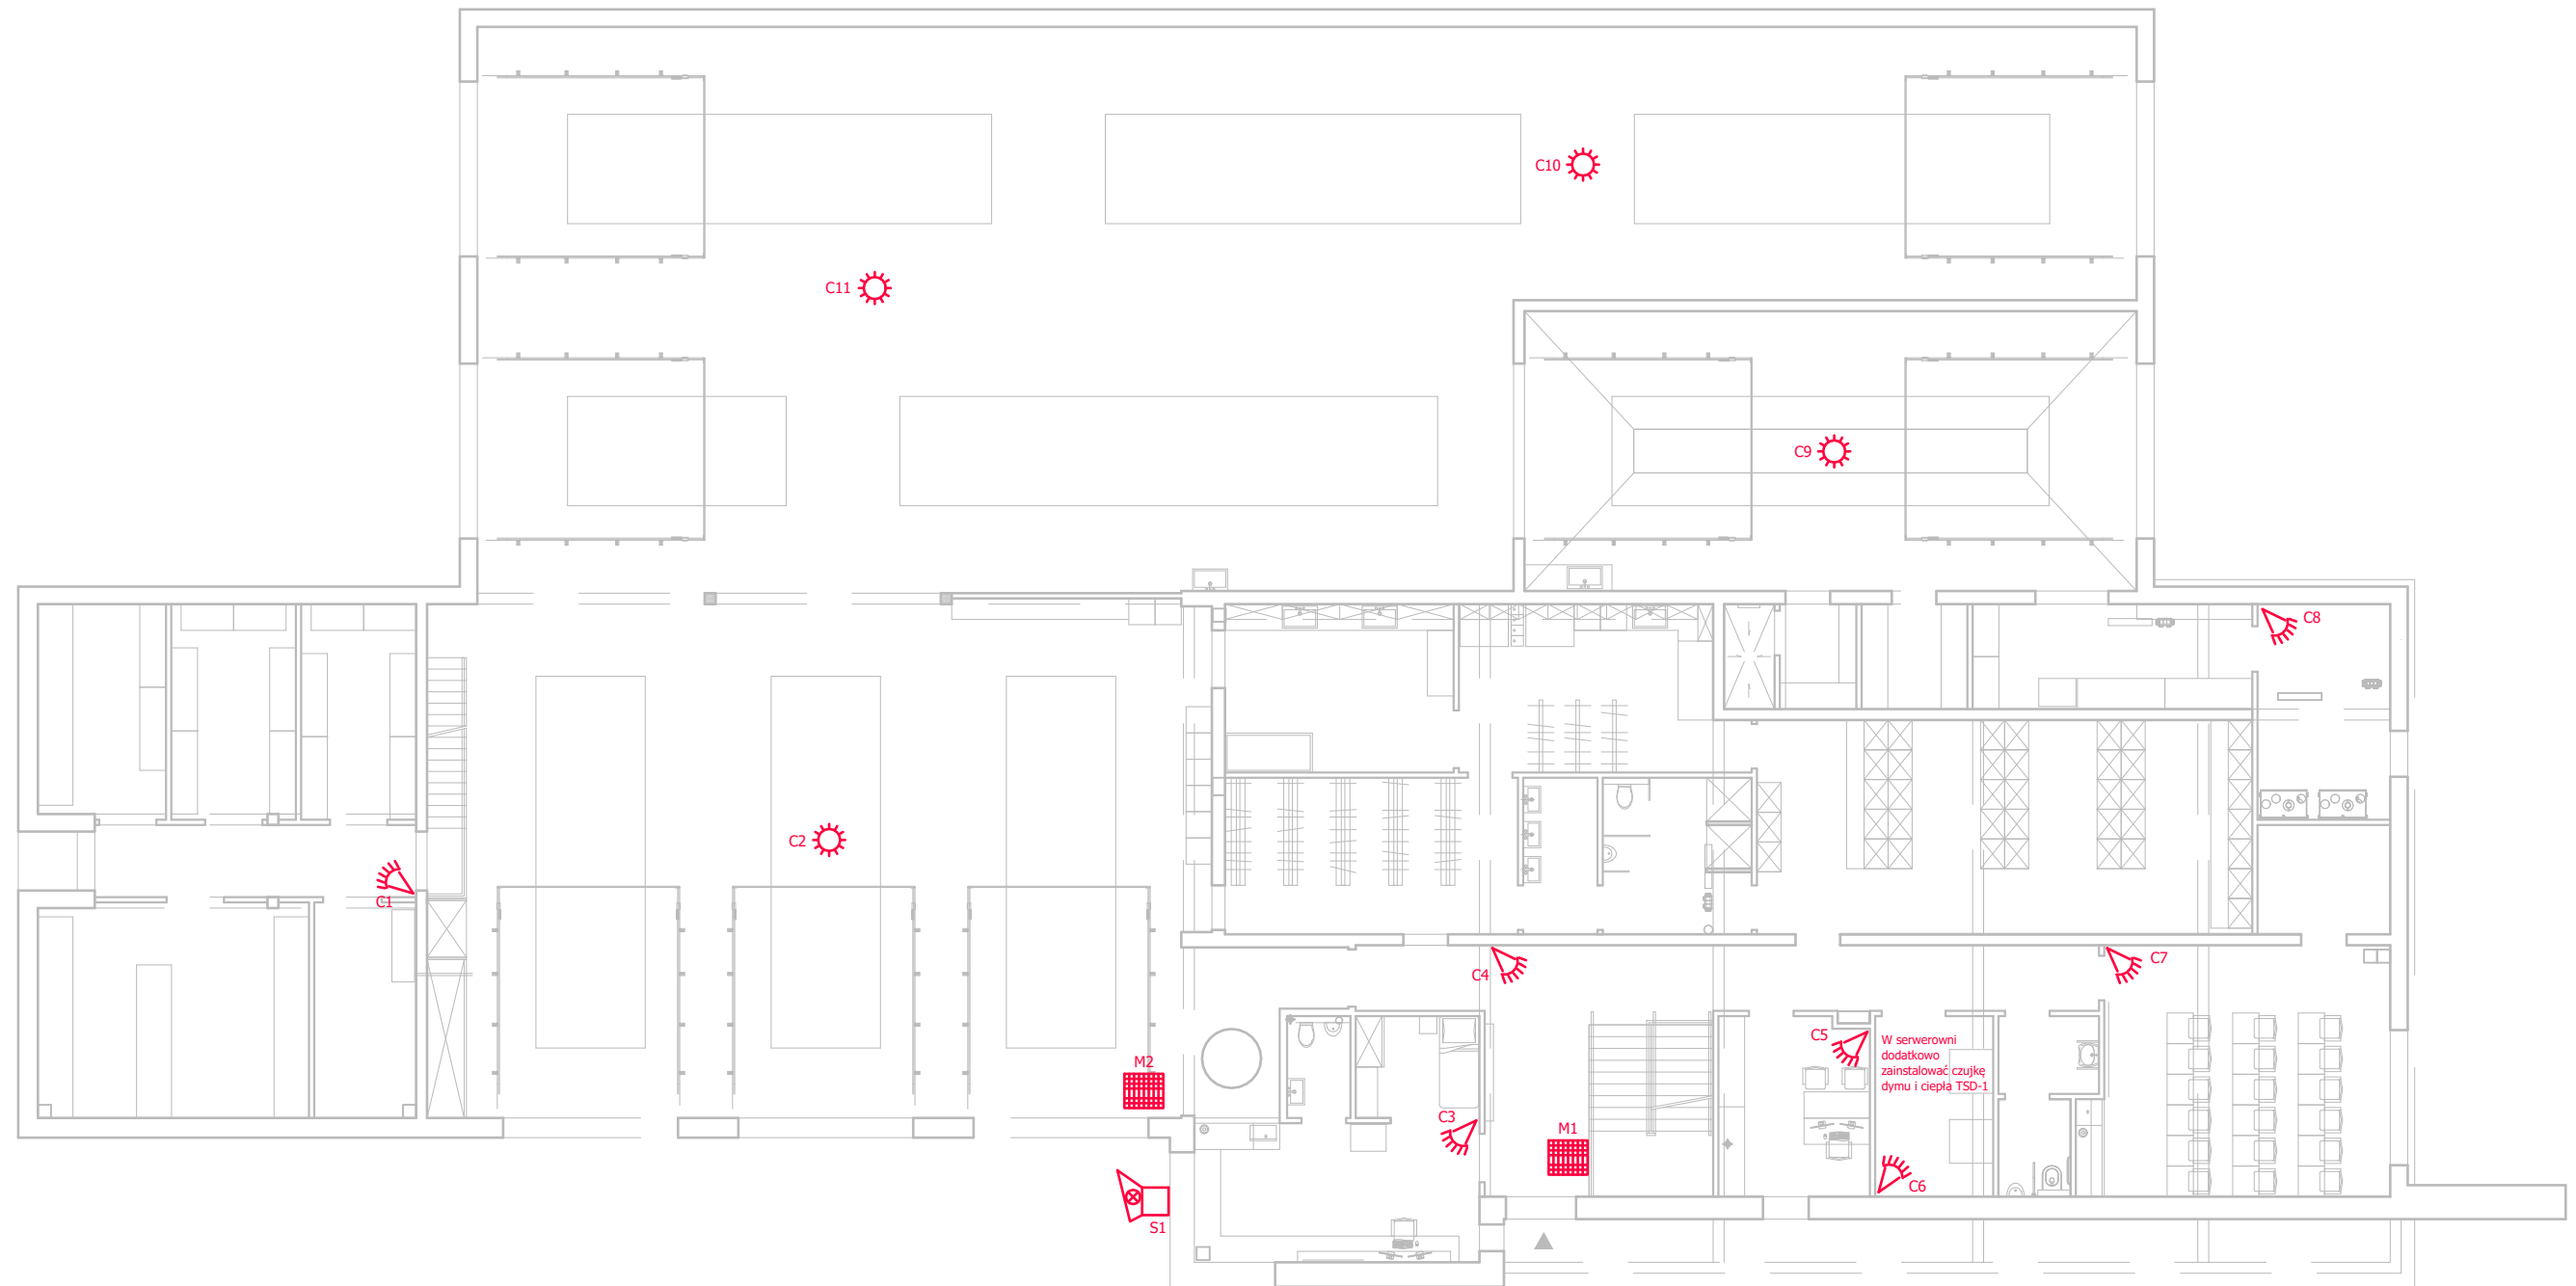 C10
C11
C9
C8
C2
C1
C4
C7
C5
W serwerowni
dodatkowo
zainstalować czujkę
dymu i ciepła TSD-1
M2
C3
M1
C6
S1